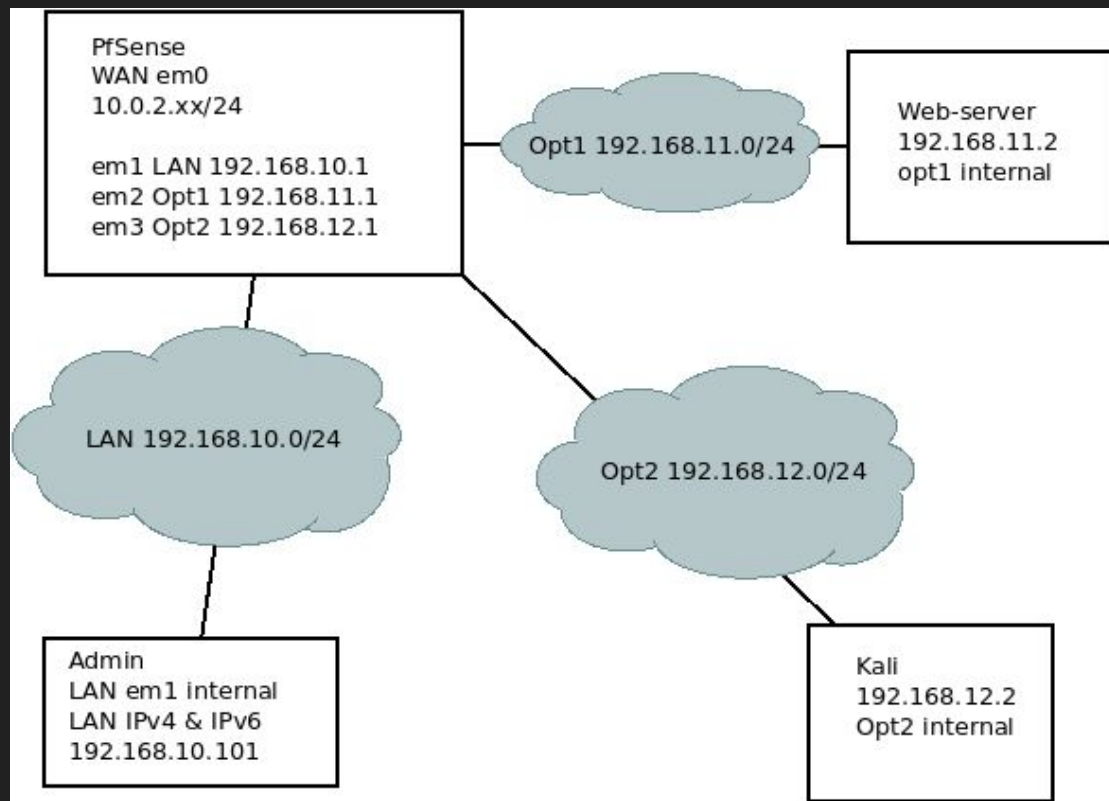 PfSense
WAN em0
10.0.2.xx/24
em1 LAN 192.168.10.1
em2 Opt1 192.168.11.1
em3 Opt2 192.168.12.1
Opt1 192.168.11.0/24
Web-server
192.168.11.2
opt1 internal
LAN 192.168.10.0/24
Opt2 192.168.12.0/24
Admin
LAN em1 internal
LAN IPv4 & IPv6
192.168.10.101
Kali
192.168.12.2
Opt2 internal